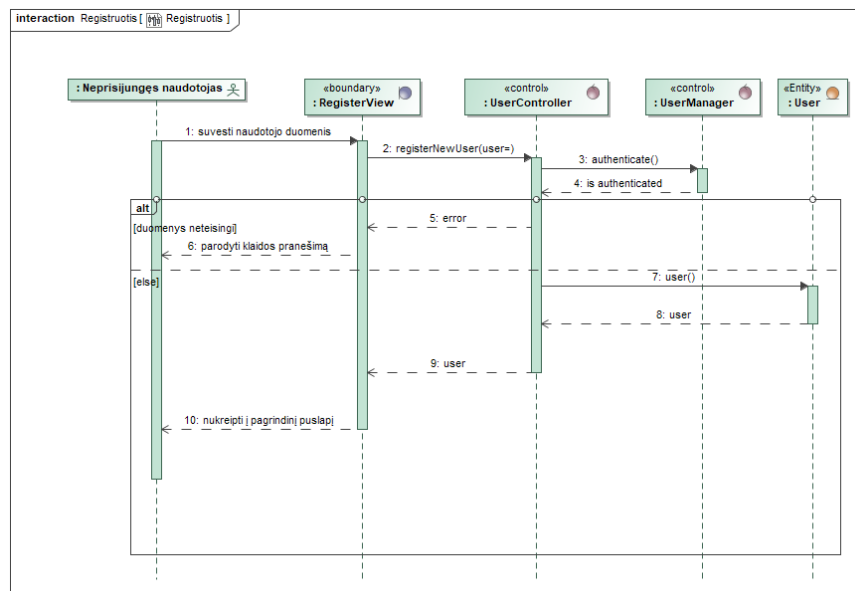 interaction Registruotis [ Registruotis ]
: Neprisijungęs naudotojas
«boundary»
: RegisterView
«control»
: UserController
«control»
: UserManager
«Entity»
: User
1: suvesti naudotojo duomenis
2: registerNewUser(user=)
3: authenticate()
4: is authenticated
alt
[duomenys neteisingi]
5: error
6: parodyti klaidos pranešimą
[else]
7: user()
8: user
9: user
10: nukreipti į pagrindinį puslapį